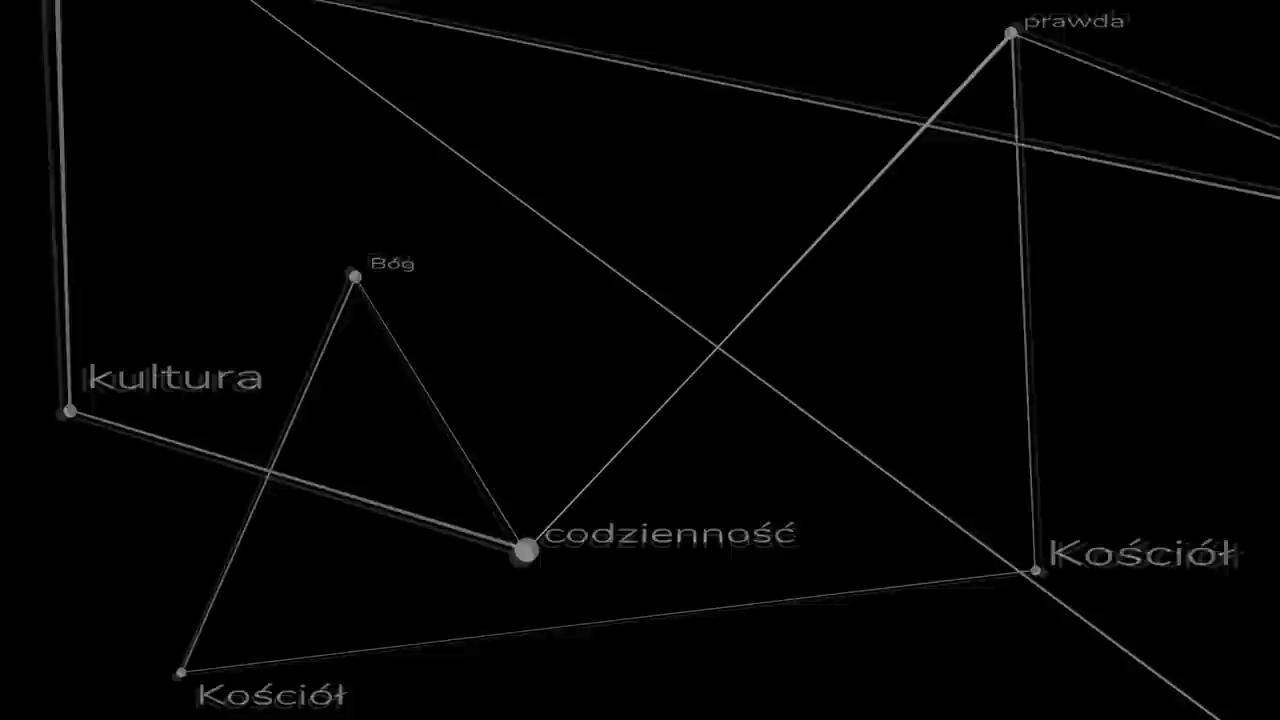 prawda
Bóg
kultura
codzienność
Kościół
Kościół